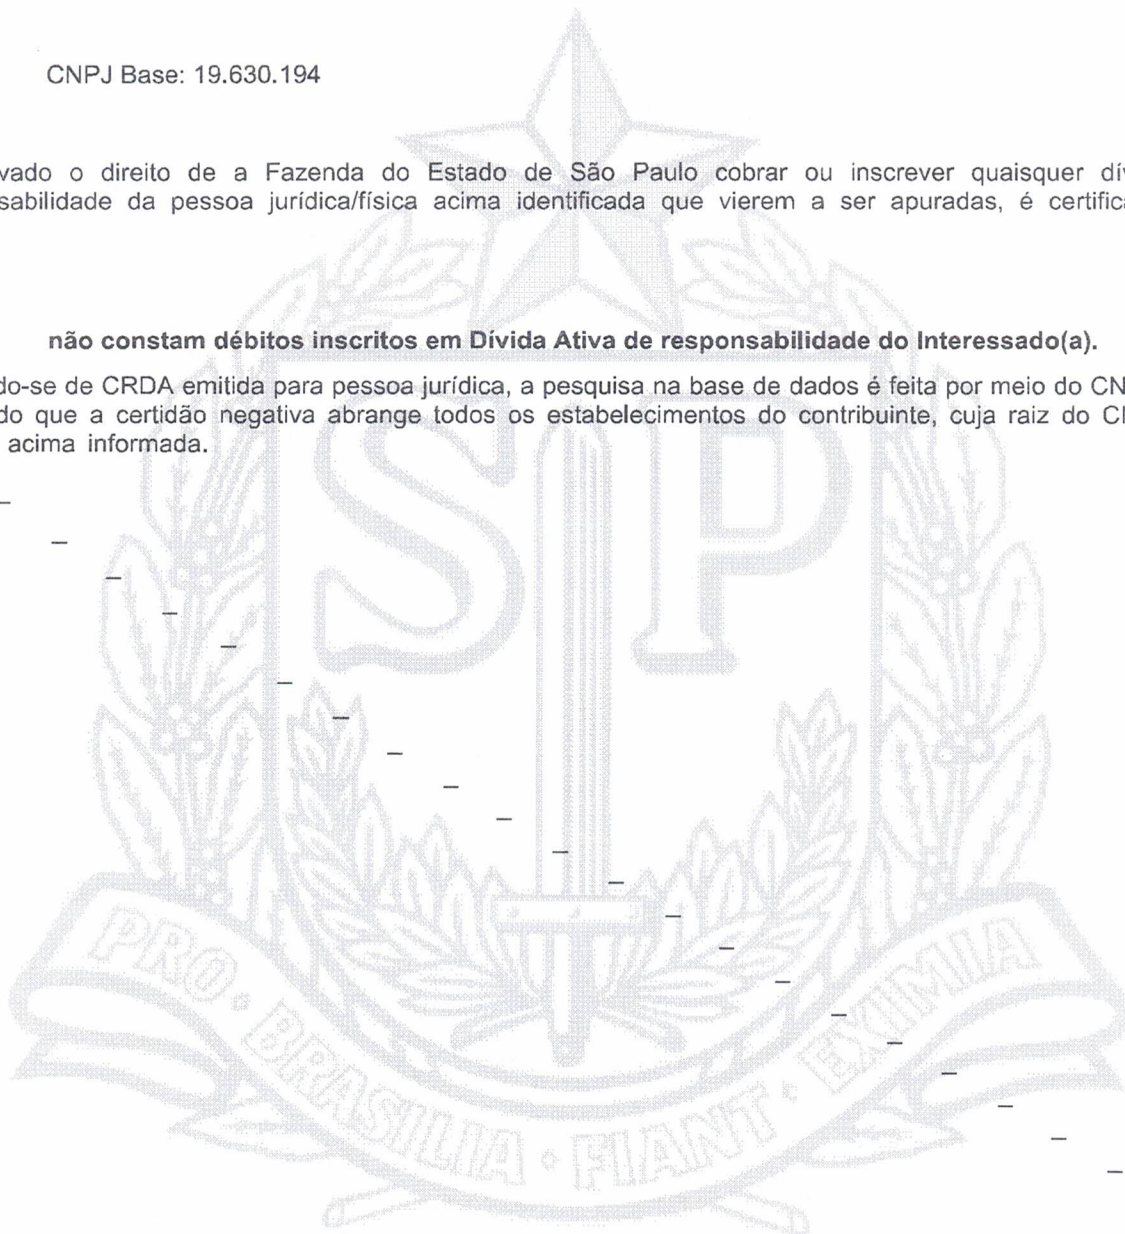 CNPJ Base: 19.630.194
vado o direito de a Fazenda do Estado de São Paulo cobrar ou inscrever quaisquer dív
sabilidade da pessoa jurídica/física acima identificada que vierem a ser apuradas, é certifica
não constam débitos inscritos em Dívida Ativa de responsabilidade do Interessado(a).
do-se de CRDA emitida para pessoa jurídica, a pesquisa na base de dados é feita por meio do CN
do que a certidão negativa abrange todos os estabelecimentos do contribuinte, cuja raiz do CN
acima informada.
SP
PRO • BRASILIA • FIANT • EXIMIA